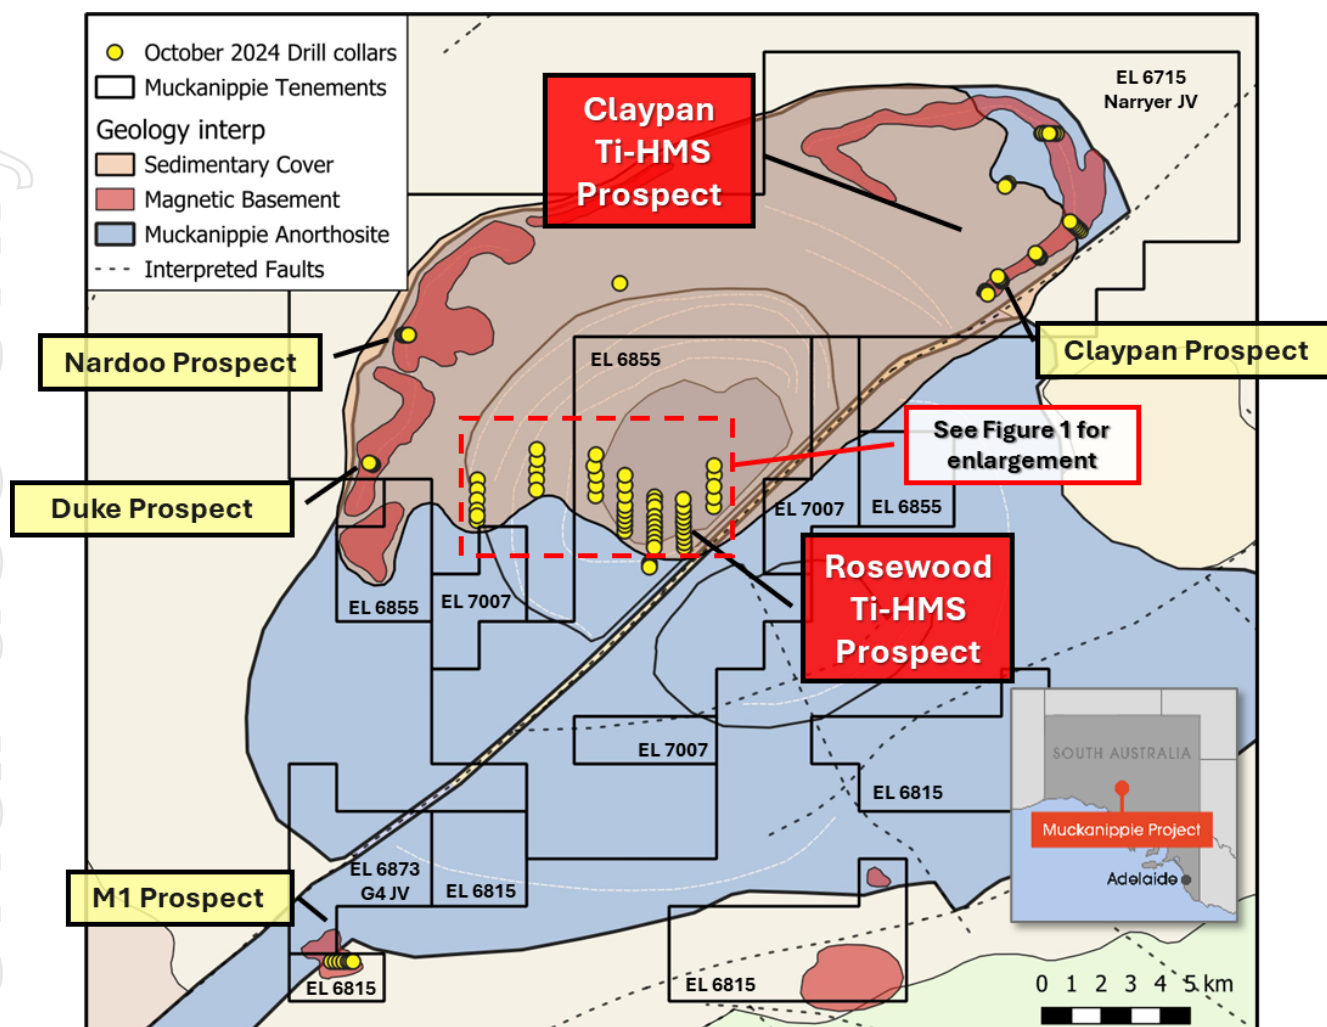 October 2024 Drill collars
Muckanippie Tenements
Geology interp
Sedimentary Cover
Magnetic Basement
Muckanippie Anorthosite
Interpreted Faults
Claypan
Ti-HMS
Prospect
EL 6715
Narryer JV
Nardoo Prospect
EL 6855
Claypan Prospect
See Figure 1 for
enlargement
Duke Prospect
EL 7007
EL 6855
Rosewood
Ti-HMS
Prospect
EL 6855
EL 7007
EL 7007
EL 6815
SOUTH AUSTRALIA
Muckanippie Project
Adelaide
EL 6873
G4 JV
EL 6815
M1 Prospect
EL 6815
EL 6815
0 1 2 3 4 5 km